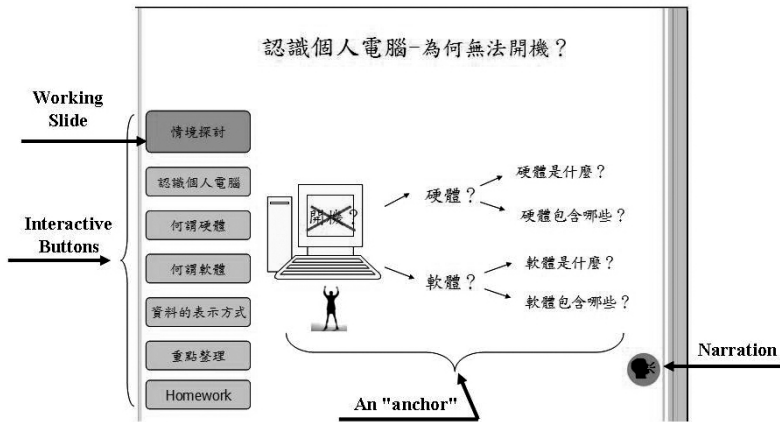 認識個人電腦-為何無法開機？
Working
Slide
情境探討
認識個人電腦
Interactive
Buttons
何謂硬體
何謂軟體
資料的表示方式
重點整理
Homework
開機？
硬體？
硬體是什麼？
硬體包含哪些？
軟體？
軟體是什麼？
軟體包含哪些？
Narration
An "anchor"